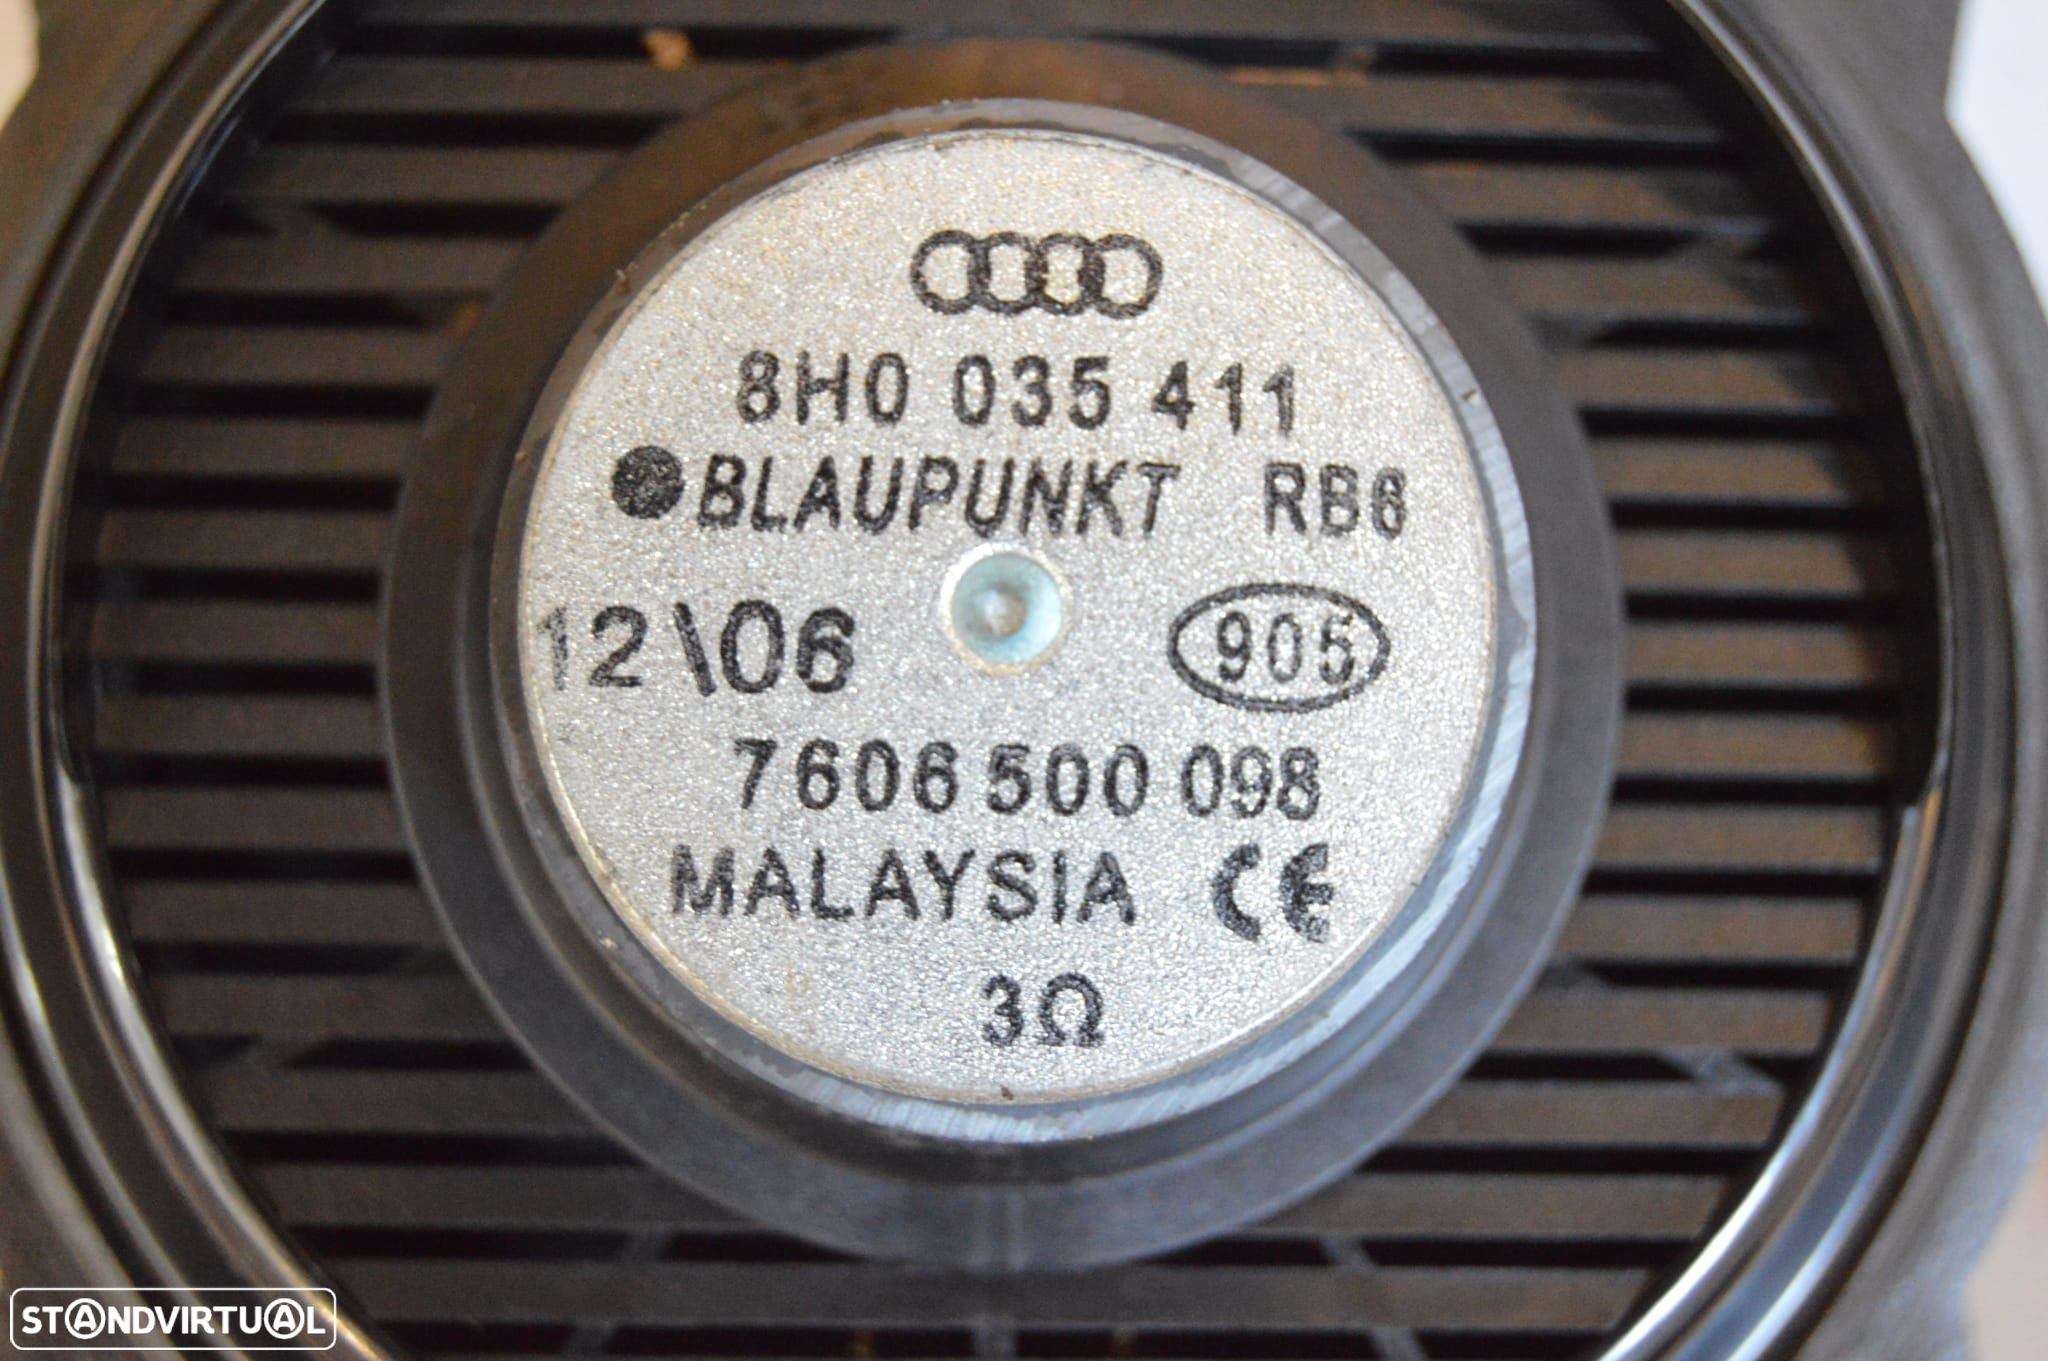 8H0 035 411
BLAUPUNKT RB6
12\06 905
7606 500 098
MALAYSIA CE
3Ω
STANDVIRTUAL